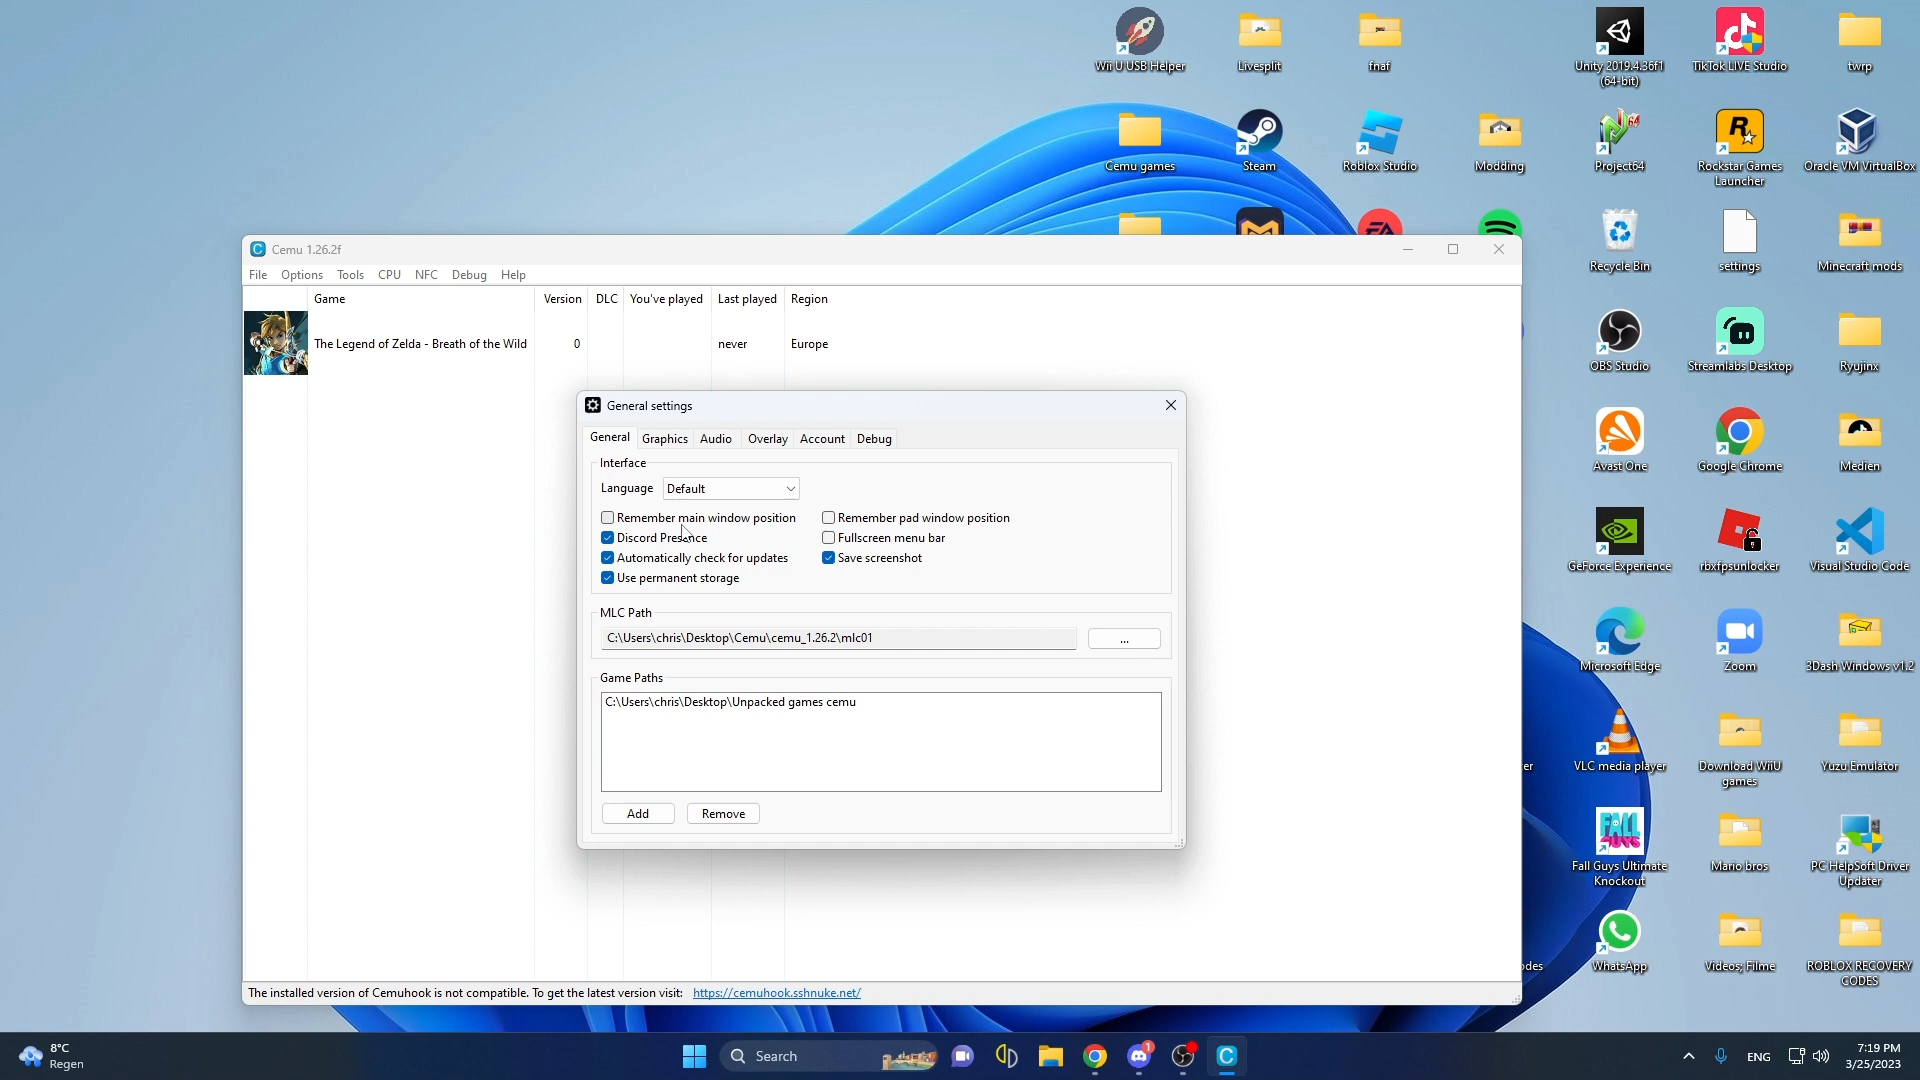 Wii U USB Helper
Livesplit
fnaf
Unity 2019.4.36f1
(64-bit)
TikTok LIVE Studio
twrp
Cemu games
Steam
Roblox Studio
Modding
Project64
Rockstar Games
Launcher
Oracle VM VirtualBox
Recycle Bin
settings
Minecraft mods
OBS Studio
Streamlabs Desktop
Ryujinx
Avast One
Google Chrome
Medien
GeForce Experience
rbxfpsunlocker
Visual Studio Code
Microsoft Edge
Zoom
3Dash Windows v1.2
er
VLC media player
Download WiiU
games
Yuzu Emulator
Fall Guys Ultimate
Knockout
Mario bros
PC HelpSoft Driver
Updater
odes
WhatsApp
Videos; Filme
ROBLOX RECOVERY
CODES
FALL
GUYS
EA
64
Cemu 1.26.2f
File Options Tools CPU NFC Debug Help
Game Version DLC You've played Last played Region
The Legend of Zelda - Breath of the Wild 0 never Europe
General settings
General Graphics Audio Overlay Account Debug
Interface
Language Default
Remember main window position Remember pad window position
Discord Presence Fullscreen menu bar
Automatically check for updates Save screenshot
Use permanent storage
MLC Path
C:\Users\chris\Desktop\Cemu\cemu_1.26.2\mlc01 ...
Game Paths
C:\Users\chris\Desktop\Unpacked games cemu
Add Remove
The installed version of Cemuhook is not compatible. To get the latest version visit: https://cemuhook.sshnuke.net/
8°C
Regen
Search
1
ENG
7:19 PM
3/25/2023